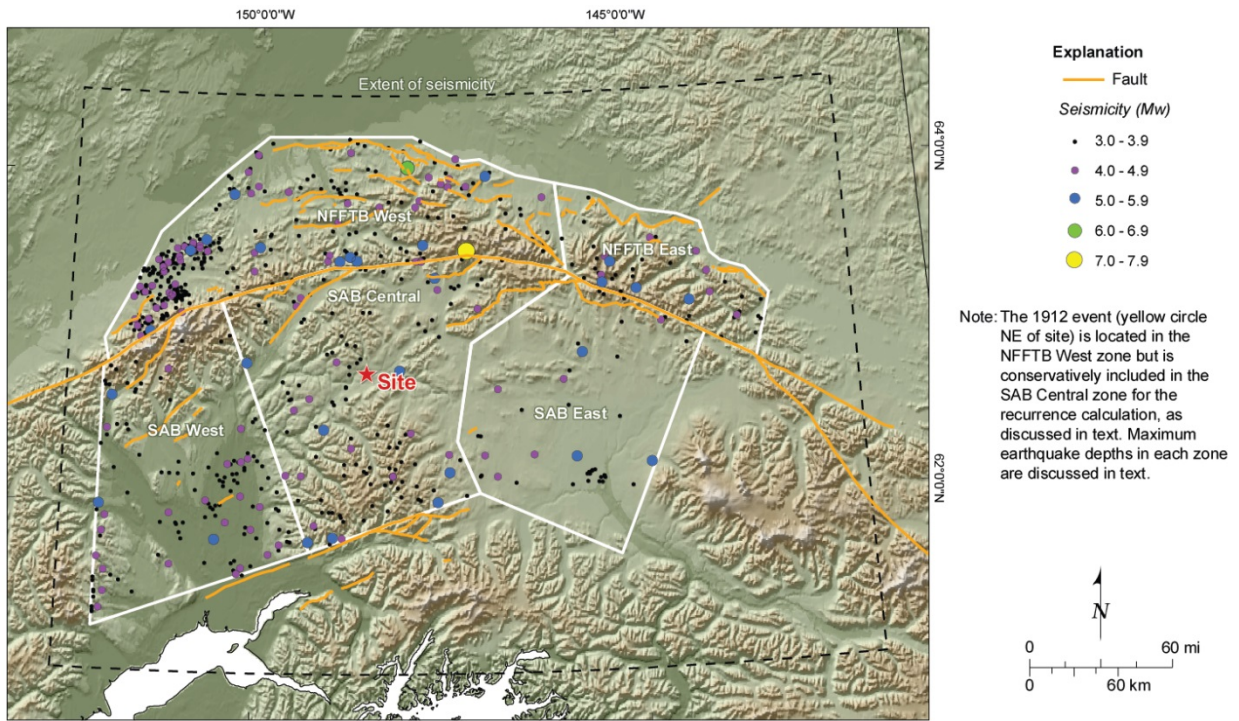 150°0'0"W
145°0'0"W
Extent of seismicity
64°0'0"N
NFFTB West
NFFTB East
SAB Central
Site
SAB East
SAB West
62°0'0"N
Explanation
Fault
Seismicity (Mw)
3.0 - 3.9
4.0 - 4.9
5.0 - 5.9
6.0 - 6.9
7.0 - 7.9
Note: The 1912 event (yellow circle
NE of site) is located in the
NFFTB West zone but is
conservatively included in the
SAB Central zone for the
recurrence calculation, as
discussed in text. Maximum
earthquake depths in each zone
are discussed in text.
N
0 60 mi
0 60 km